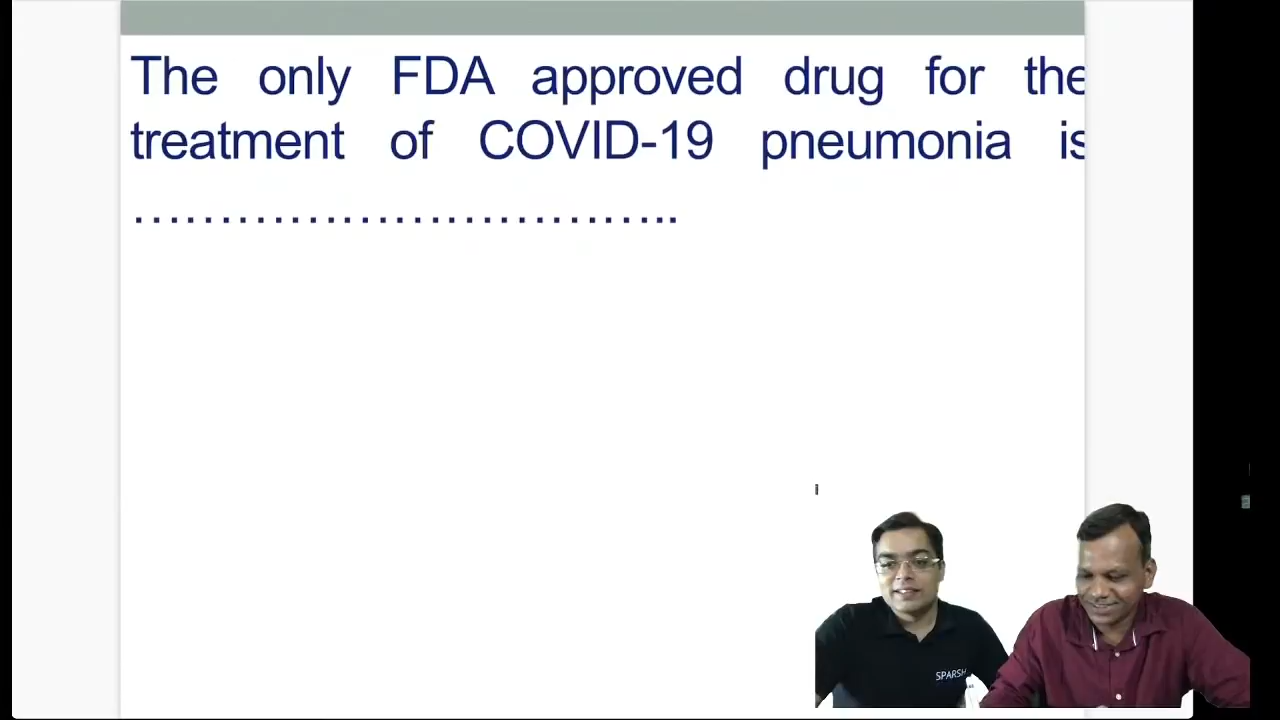 The only FDA approved drug for the
treatment of COVID-19 pneumonia is
…………………………..
SPARSH